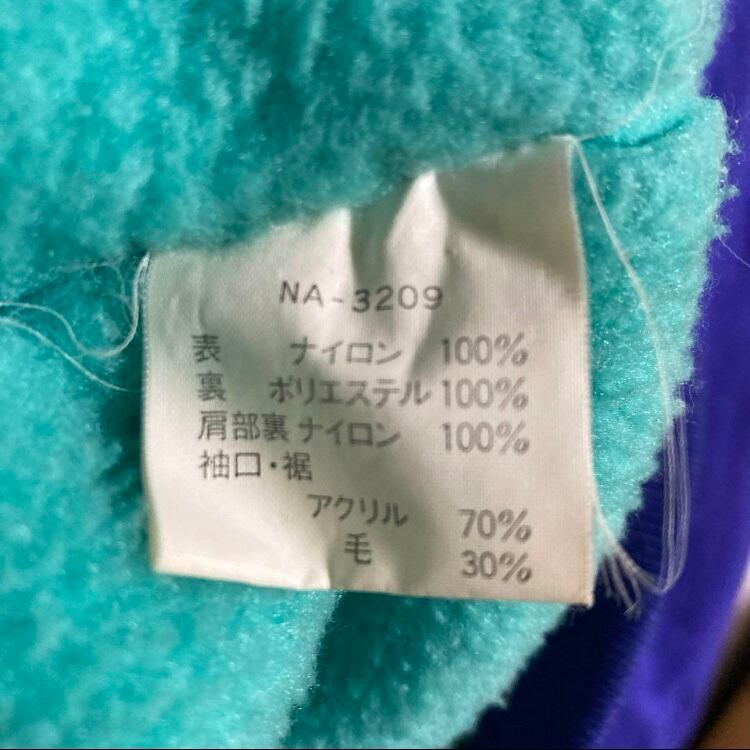 NA-3209
表 ナイロン 100%
裏 ポリエステル 100%
肩部裏 ナイロン 100%
袖口・裾
アクリル 70%
毛 30%